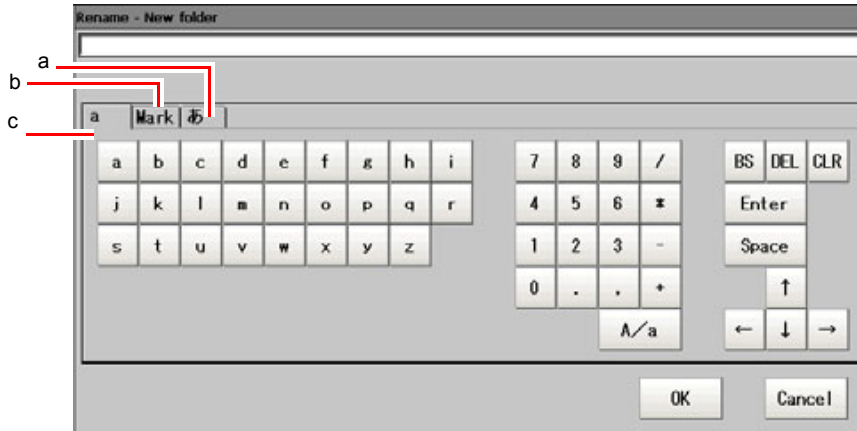 Rename - New folder
a
b
c
a Mark あ
a b c d e f g h i 7 8 9 / BS DEL CLR
j k l m n o p q r 4 5 6 * Enter
s t u v w x y z 1 2 3 - Space
0 . , + ↑
A/a ← ↓ →
OK Cancel